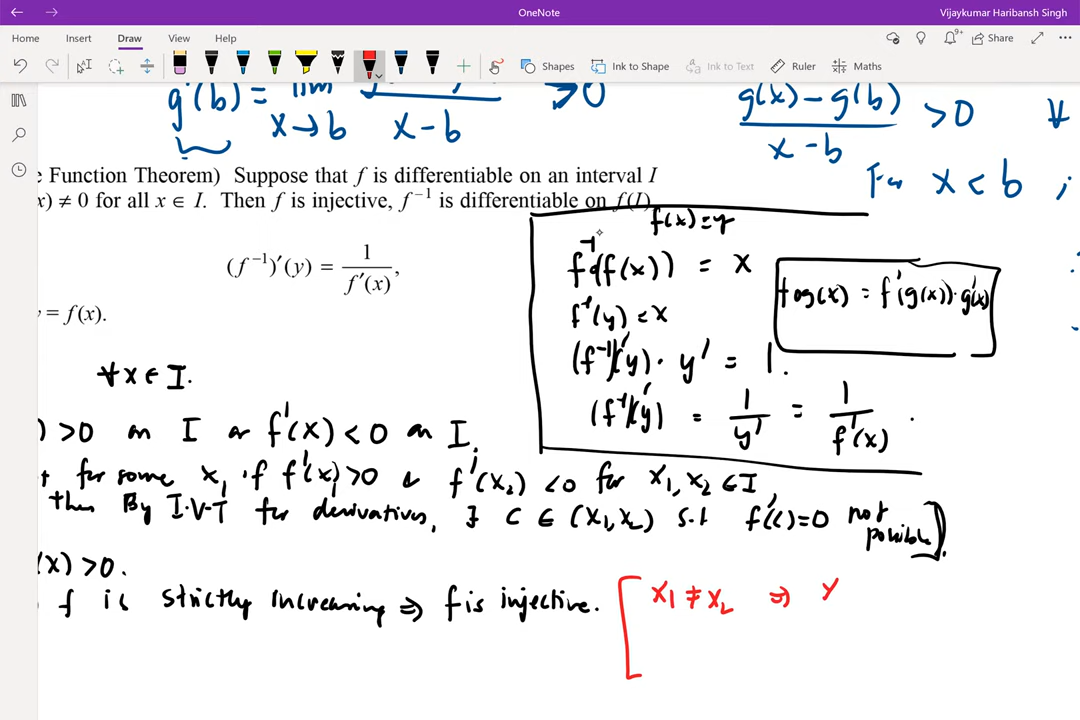 OneNote
Vijaykumar Haribansh Singh
Home Insert Draw View Help
9+
Share
Shapes Ink to Shape Ink to Text Ruler Maths
g'(b) = lim x→b x-b >0
g(x) - g(b) / x - b >0 ∀
For x < b ;
e Function Theorem) Suppose that f is differentiable on an interval I
x) ≠ 0 for all x ∈ I. Then f is injective, f⁻¹ is differentiable on f(I)
(f⁻¹)′(y) = 1 / f′(x),
y = f(x).
f(x)=y
f⁻¹(f(x)) = x
f⁻¹(y) = x
(f⁻¹)'(y) · y' = 1.
(f⁻¹)'(y) = 1/y' = 1/f'(x) .
fog(x) = f'(g(x))·g'(x)
∀ x ∈ I.
) >0 on I or f'(x) < 0 on I.
t for some x, if f'(x₁)>0 & f'(x₂) <0 for x₁, x₂ ∈ I,
then By I.V.T for derivatives, ∃ C ∈ (x₁, x₂) s.t f'(c)=0 not possible].
(x) >0.
f is strictly increasing ⇒ f is injective.
[ x₁ ≠ x₂ ⇒